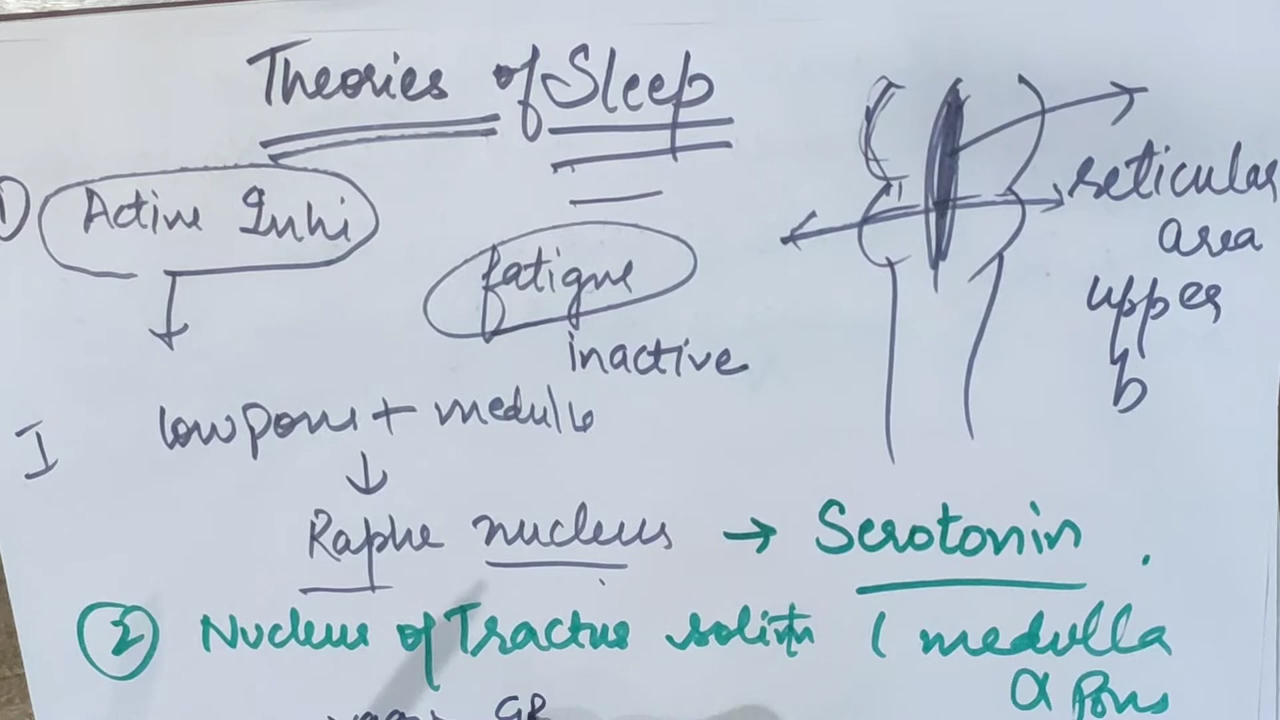 Theories of Sleep
1) Active Inhi
fatigue
inactive
reticular
area
upper
b
I
low pons + medulla
↓
Raphe nucleus → Serotonin
2 Nucleus of Tractus solitr ( medulla
& Pons